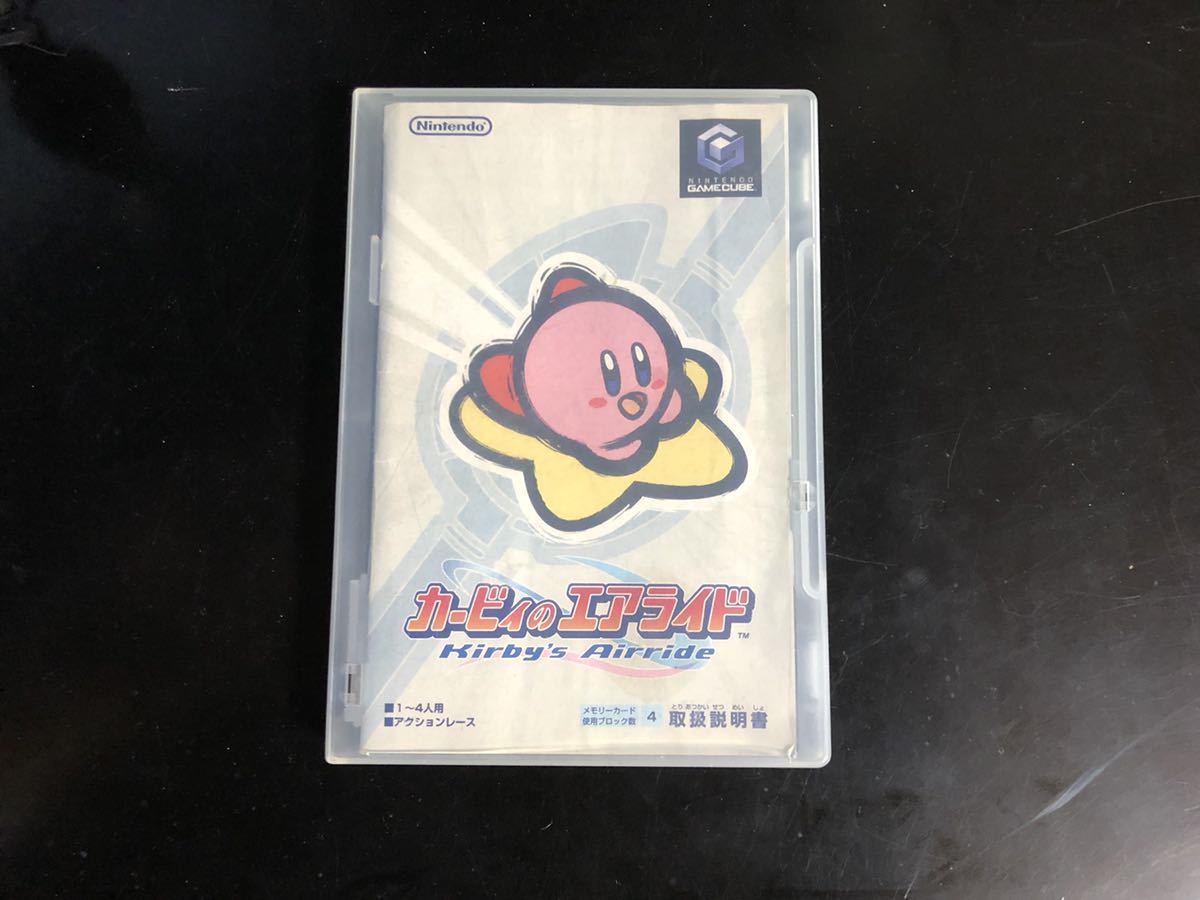 Nintendo
NINTENDO
GAMECUBE
カービィのエアライド™
Kirby's Airride
■1～4人用
■アクションレース
メモリーカード
使用ブロック数
4
とりあつかいせつめいしょ
取扱説明書